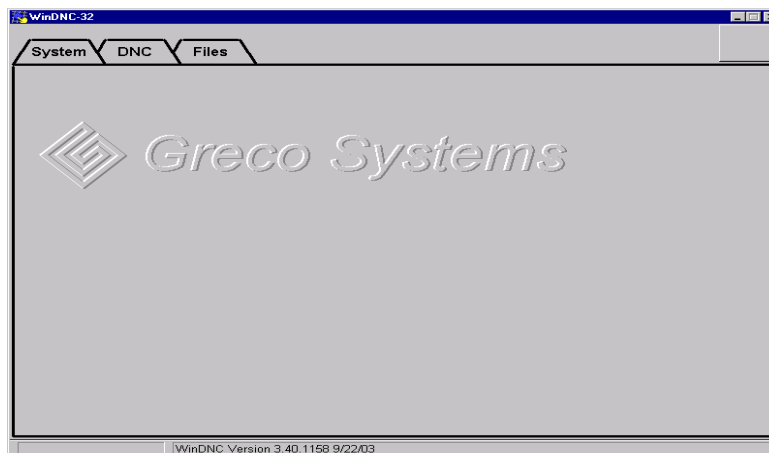 WinDNC-32
System DNC Files
Greco Systems
WinDNC Version 3.40.1158 9/22/03